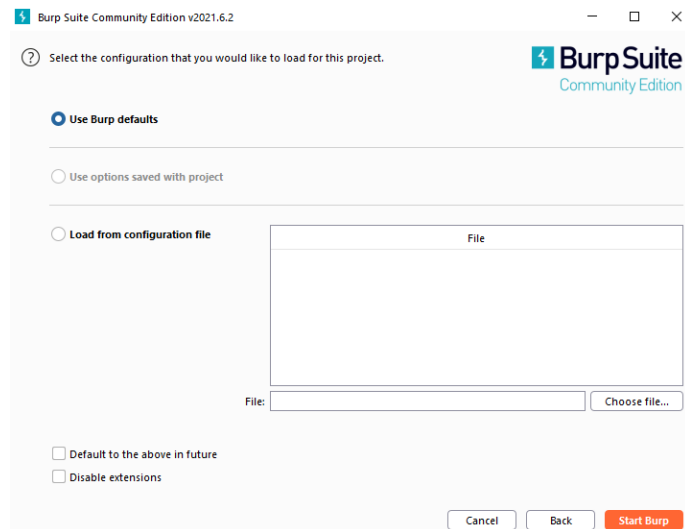 Burp Suite Community Edition v2021.6.2
? Select the configuration that you would like to load for this project.
Burp Suite
Community Edition
Use Burp defaults
Use options saved with project
Load from configuration file
File
File:
Choose file...
Default to the above in future
Disable extensions
Cancel Back Start Burp